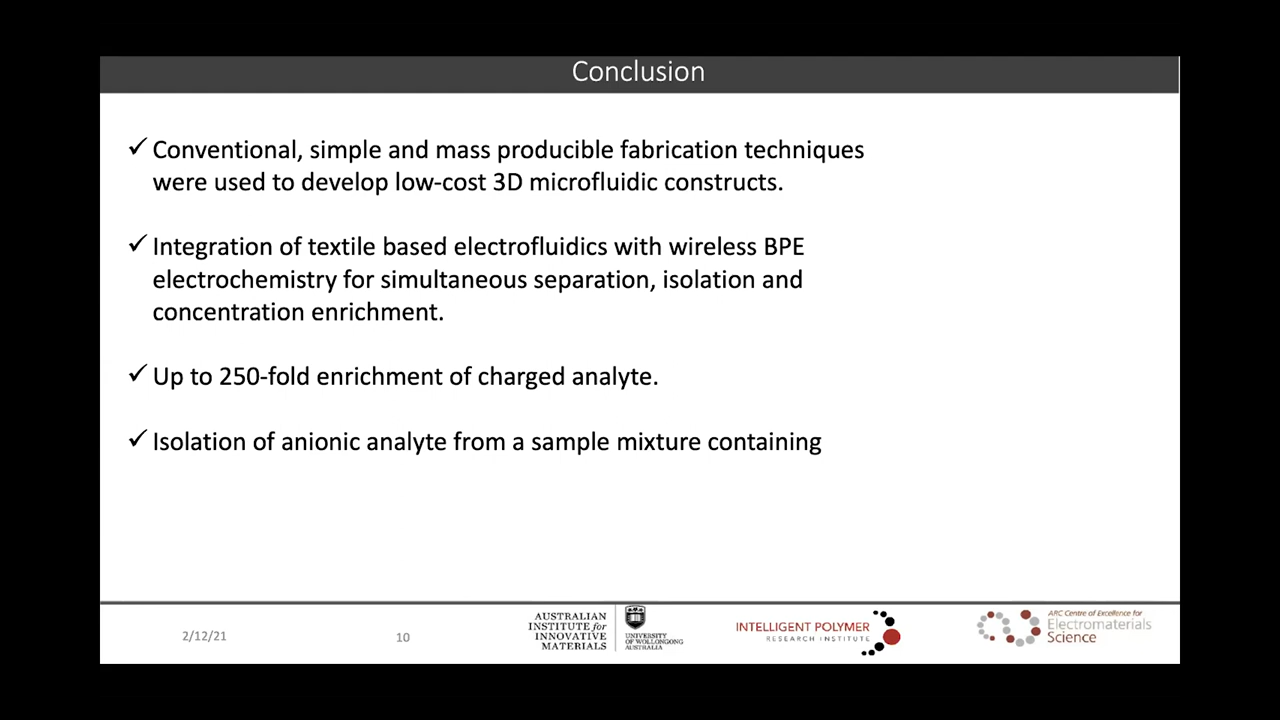 Conclusion
✓ Conventional, simple and mass producible fabrication techniques
were used to develop low-cost 3D microfluidic constructs.
✓ Integration of textile based electrofluidics with wireless BPE
electrochemistry for simultaneous separation, isolation and
concentration enrichment.
✓ Up to 250-fold enrichment of charged analyte.
✓ Isolation of anionic analyte from a sample mixture containing
2/12/21
10
AUSTRALIAN
INSTITUTE for
INNOVATIVE
MATERIALS
UNIVERSITY
OF WOLLONGONG
AUSTRALIA
INTELLIGENT POLYMER
RESEARCH INSTITUTE
ARC Centre of Excellence for
Electromaterials
Science